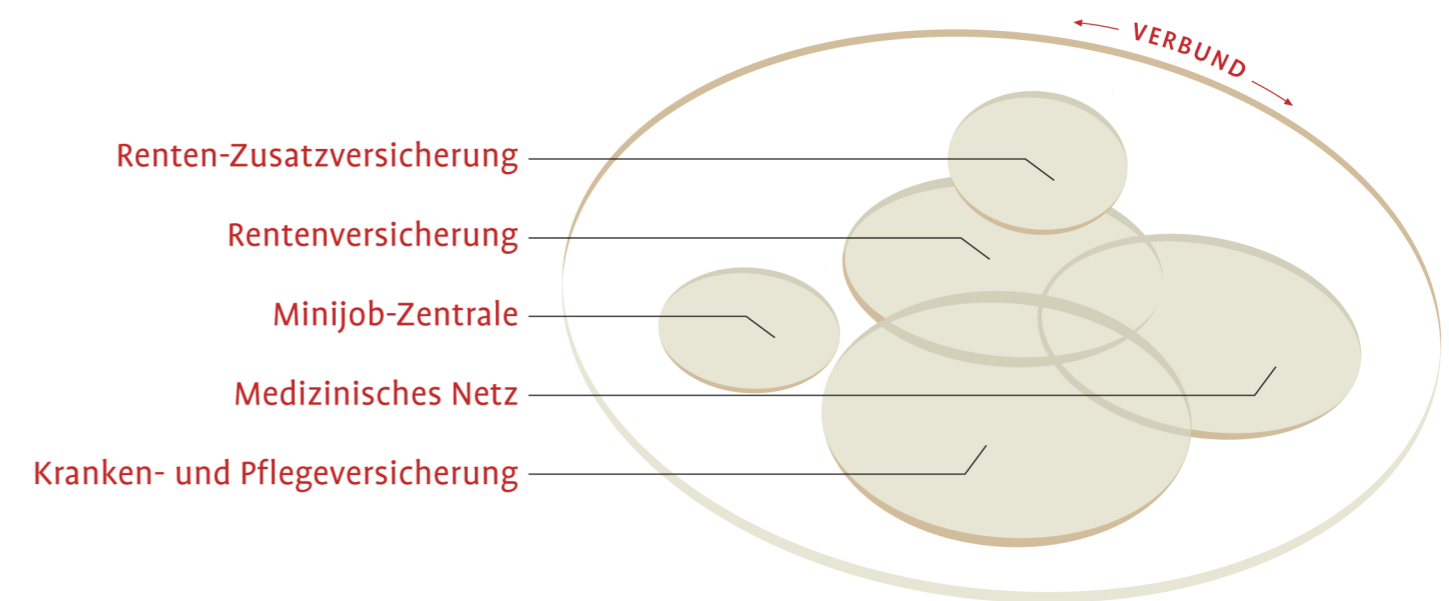 VERBUND
Renten-Zusatzversicherung
Rentenversicherung
Minijob-Zentrale
Medizinisches Netz
Kranken- und Pflegeversicherung